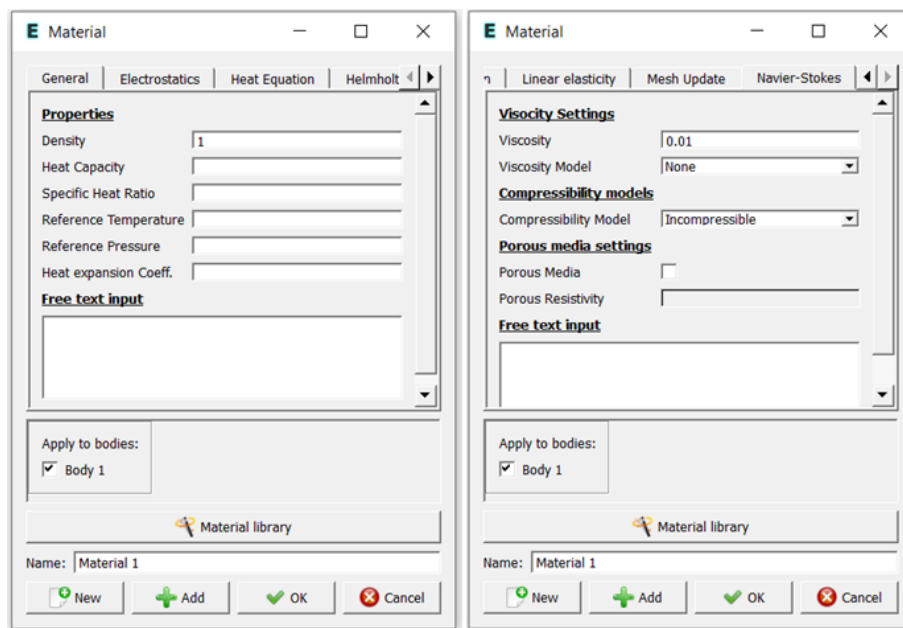 E Material
General Electrostatics Heat Equation Helmholt
Properties
Density 1
Heat Capacity
Specific Heat Ratio
Reference Temperature
Reference Pressure
Heat expansion Coeff.
Free text input
Apply to bodies:
Body 1
Material library
Name: Material 1
New Add OK Cancel
E Material
n Linear elasticity Mesh Update Navier-Stokes
Visocity Settings
Viscosity 0.01
Viscosity Model None
Compressibility models
Compressibility Model Incompressible
Porous media settings
Porous Media
Porous Resistivity
Free text input
Apply to bodies:
Body 1
Material library
Name: Material 1
New Add OK Cancel